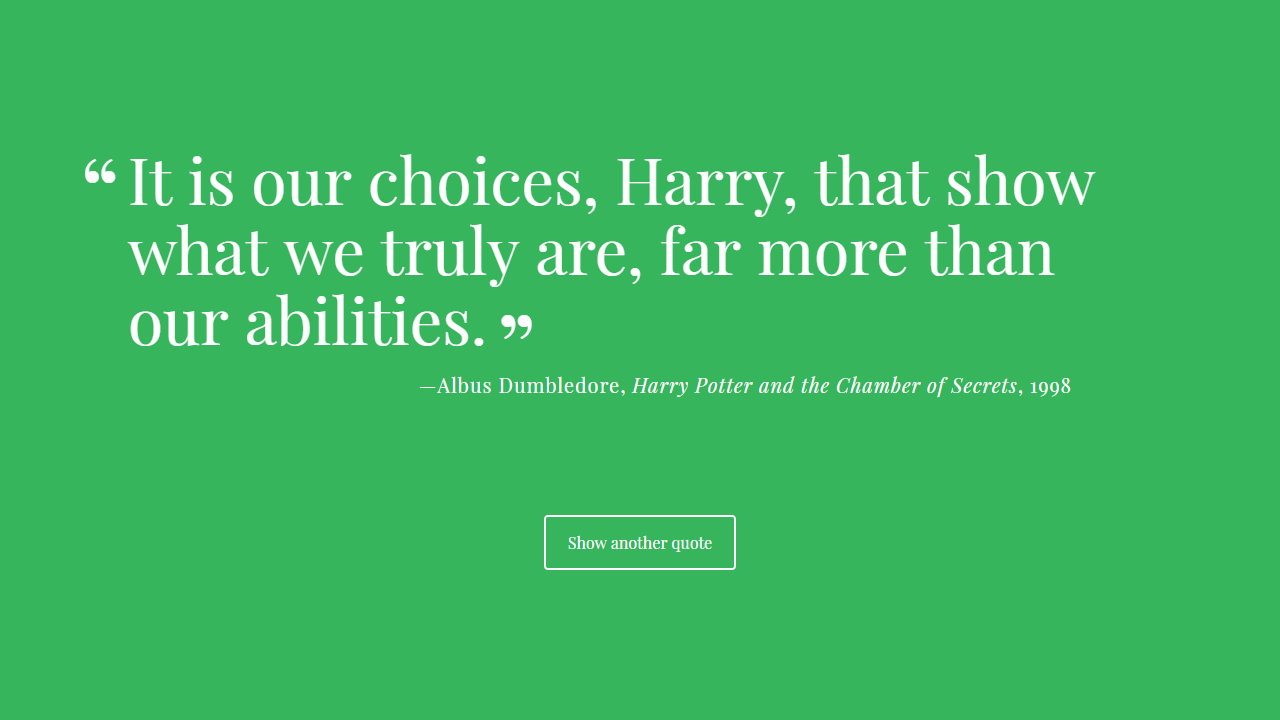 “It is our choices, Harry, that show
what we truly are, far more than
our abilities.”
—Albus Dumbledore, Harry Potter and the Chamber of Secrets, 1998
Show another quote